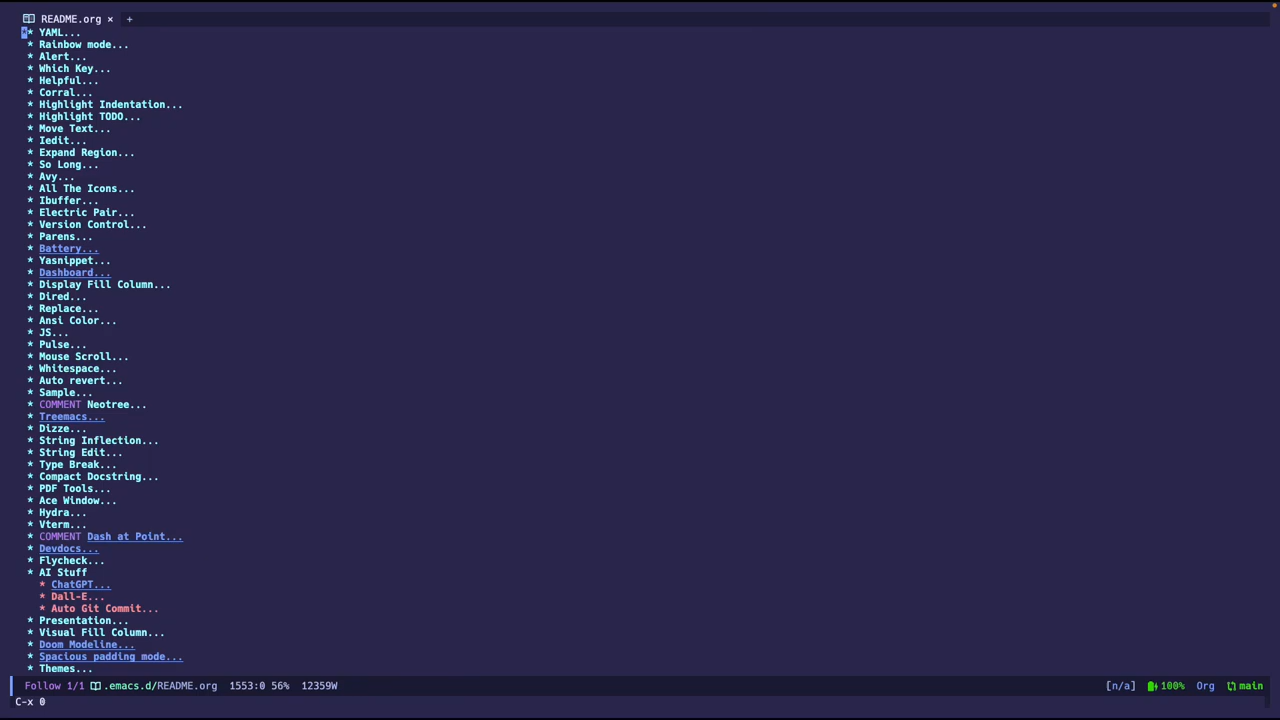 README.org × +
* YAML...
* Rainbow mode...
* Alert...
* Which Key...
* Helpful...
* Corral...
* Highlight Indentation...
* Highlight TODO...
* Move Text...
* Iedit...
* Expand Region...
* So Long...
* Avy...
* All The Icons...
* Ibuffer...
* Electric Pair...
* Version Control...
* Parens...
* Battery...
* Yasnippet...
* Dashboard...
* Display Fill Column...
* Dired...
* Replace...
* Ansi Color...
* JS...
* Pulse...
* Mouse Scroll...
* Whitespace...
* Auto revert...
* Sample...
* COMMENT Neotree...
* Treemacs...
* Dizze...
* String Inflection...
* String Edit...
* Type Break...
* Compact Docstring...
* PDF Tools...
* Ace Window...
* Hydra...
* Vterm...
* COMMENT Dash at Point...
* Devdocs...
* Flycheck...
* AI Stuff
* ChatGPT...
* Dall-E...
* Auto Git Commit...
* Presentation...
* Visual Fill Column...
* Doom Modeline...
* Spacious padding mode...
* Themes...
Follow 1/1 .emacs.d/README.org 1553:0 56% 12359W [n/a] 100% Org main
C-x 0